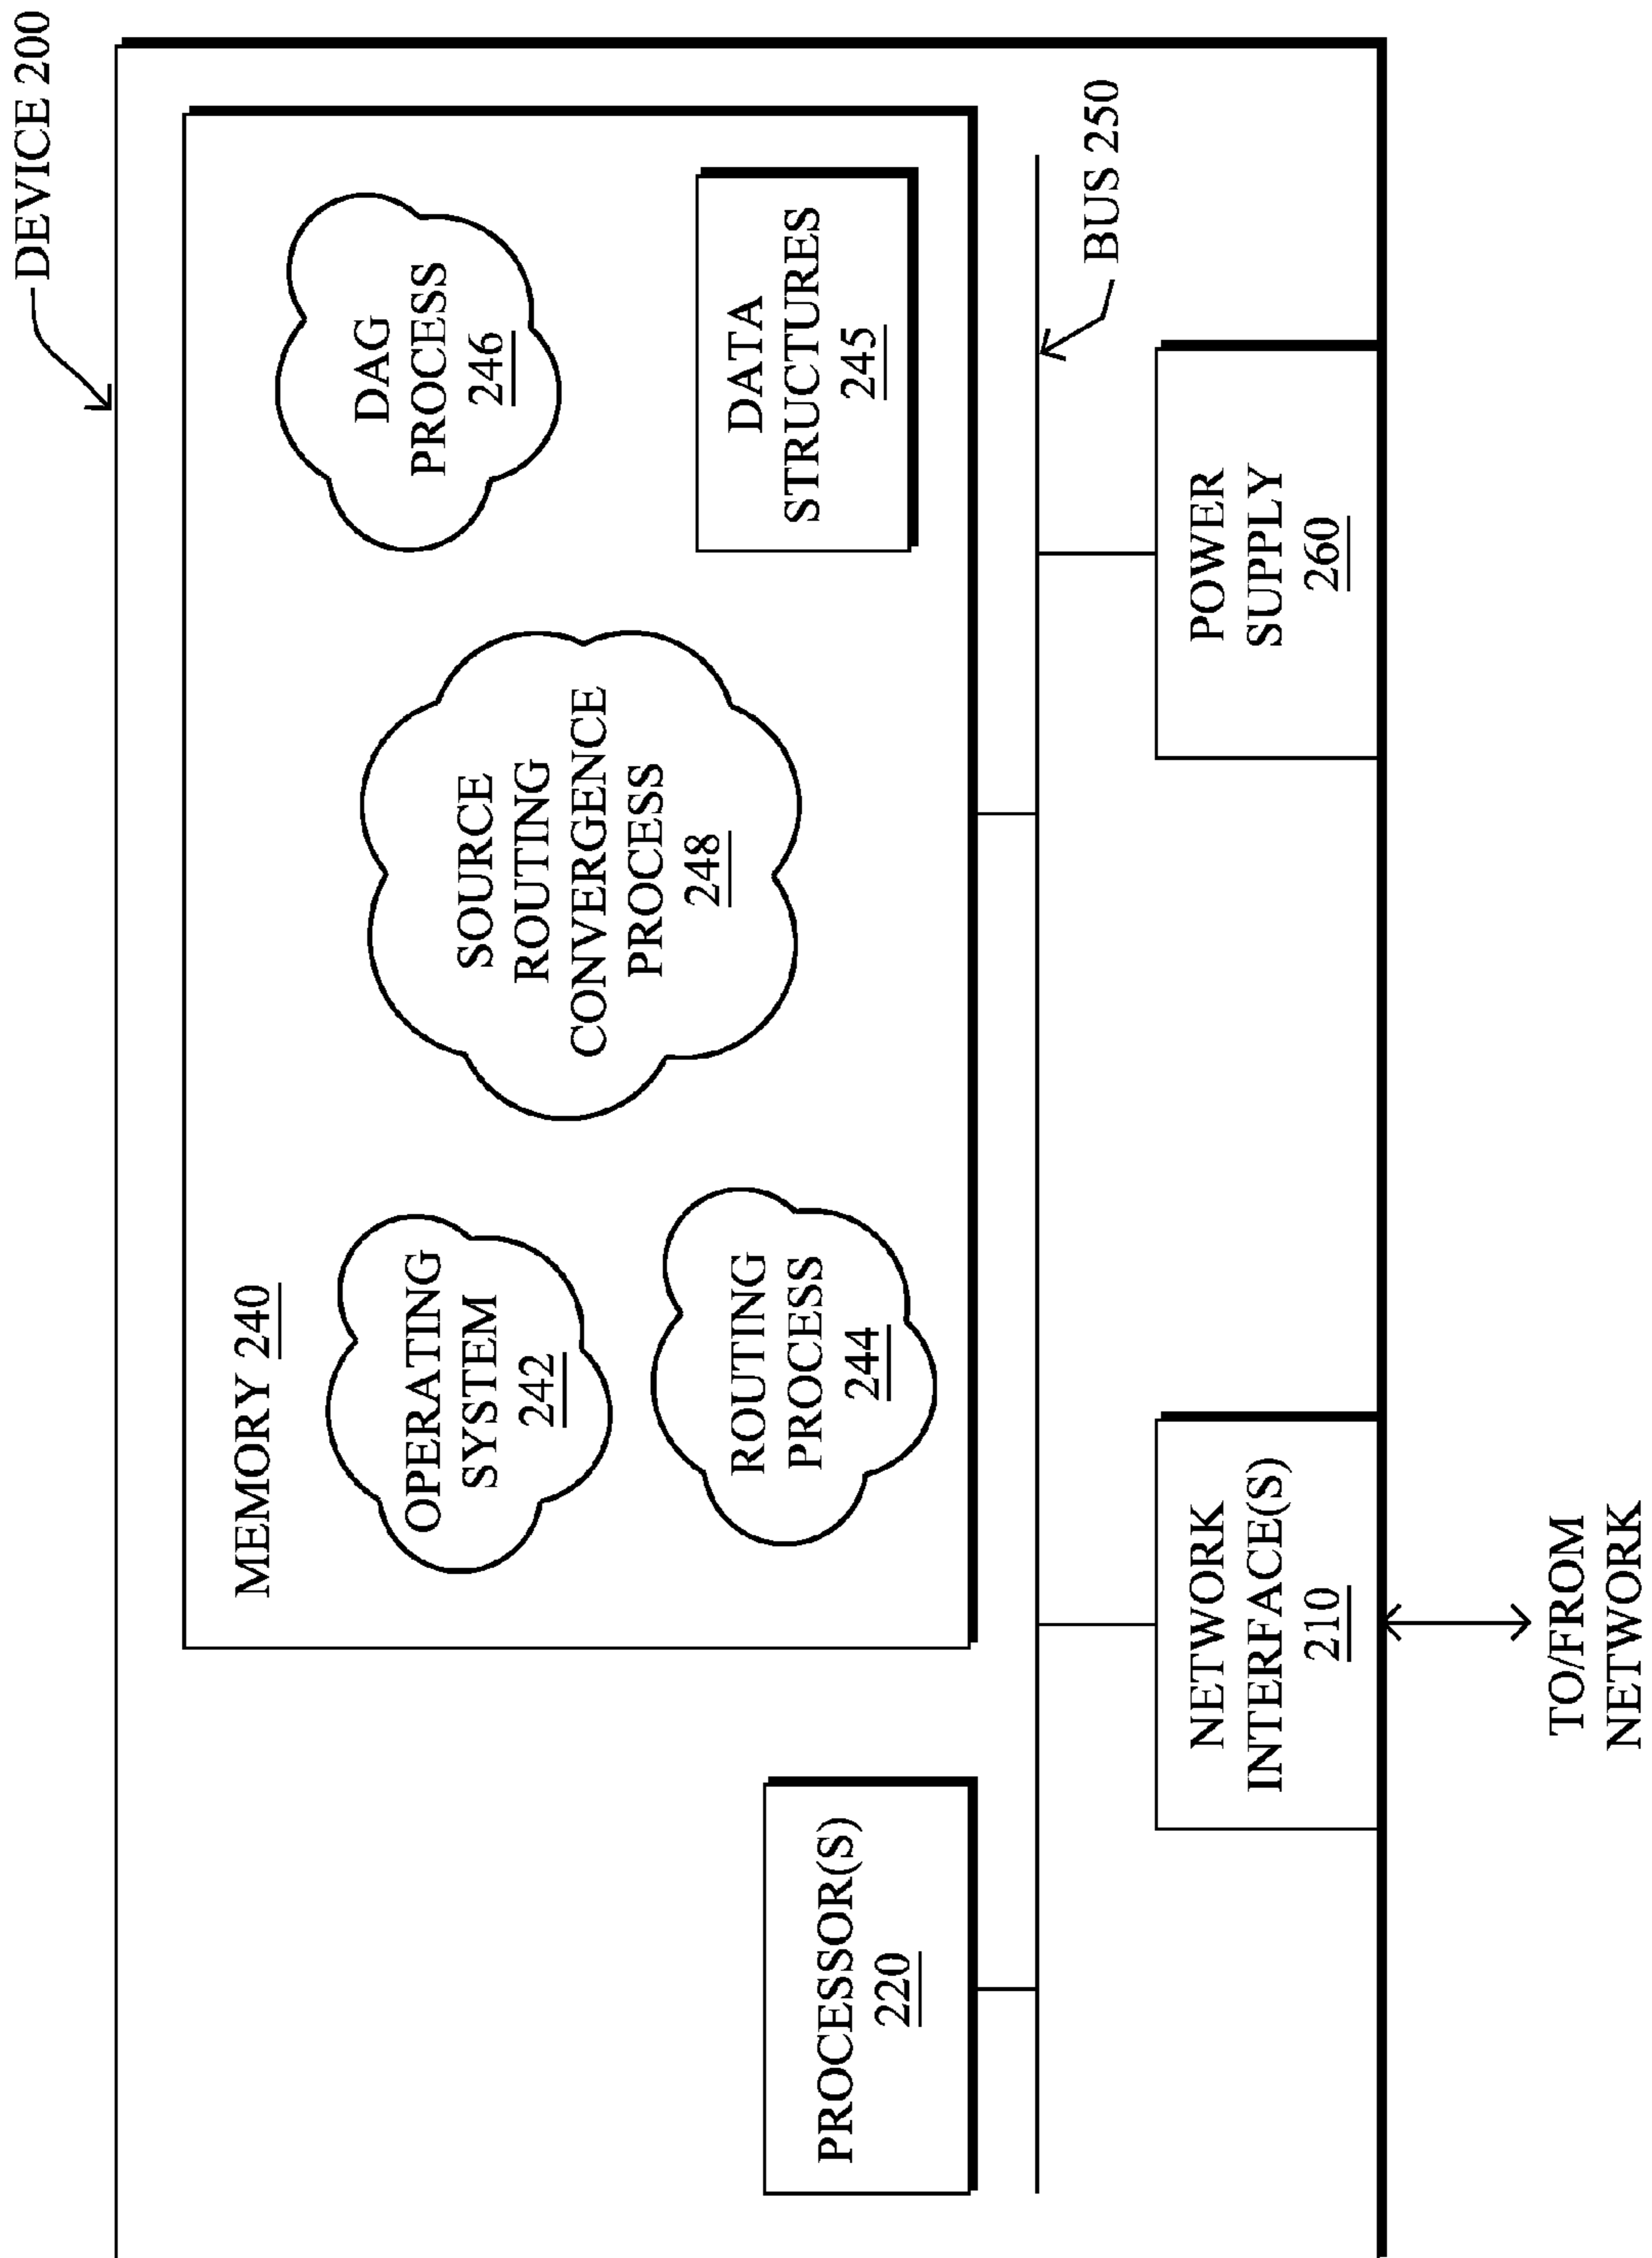 DEVICE 200
MEMORY 240
OPERATING
SYSTEM
242
ROUTING
PROCESS
244
SOURCE
ROUTING
CONVERGENCE
PROCESS
248
DAG
PROCESS
246
DATA
STRUCTURES
245
PROCESSOR(S)
220
BUS 250
NETWORK
INTERFACE(S)
210
POWER
SUPPLY
260
TO/FROM
NETWORK